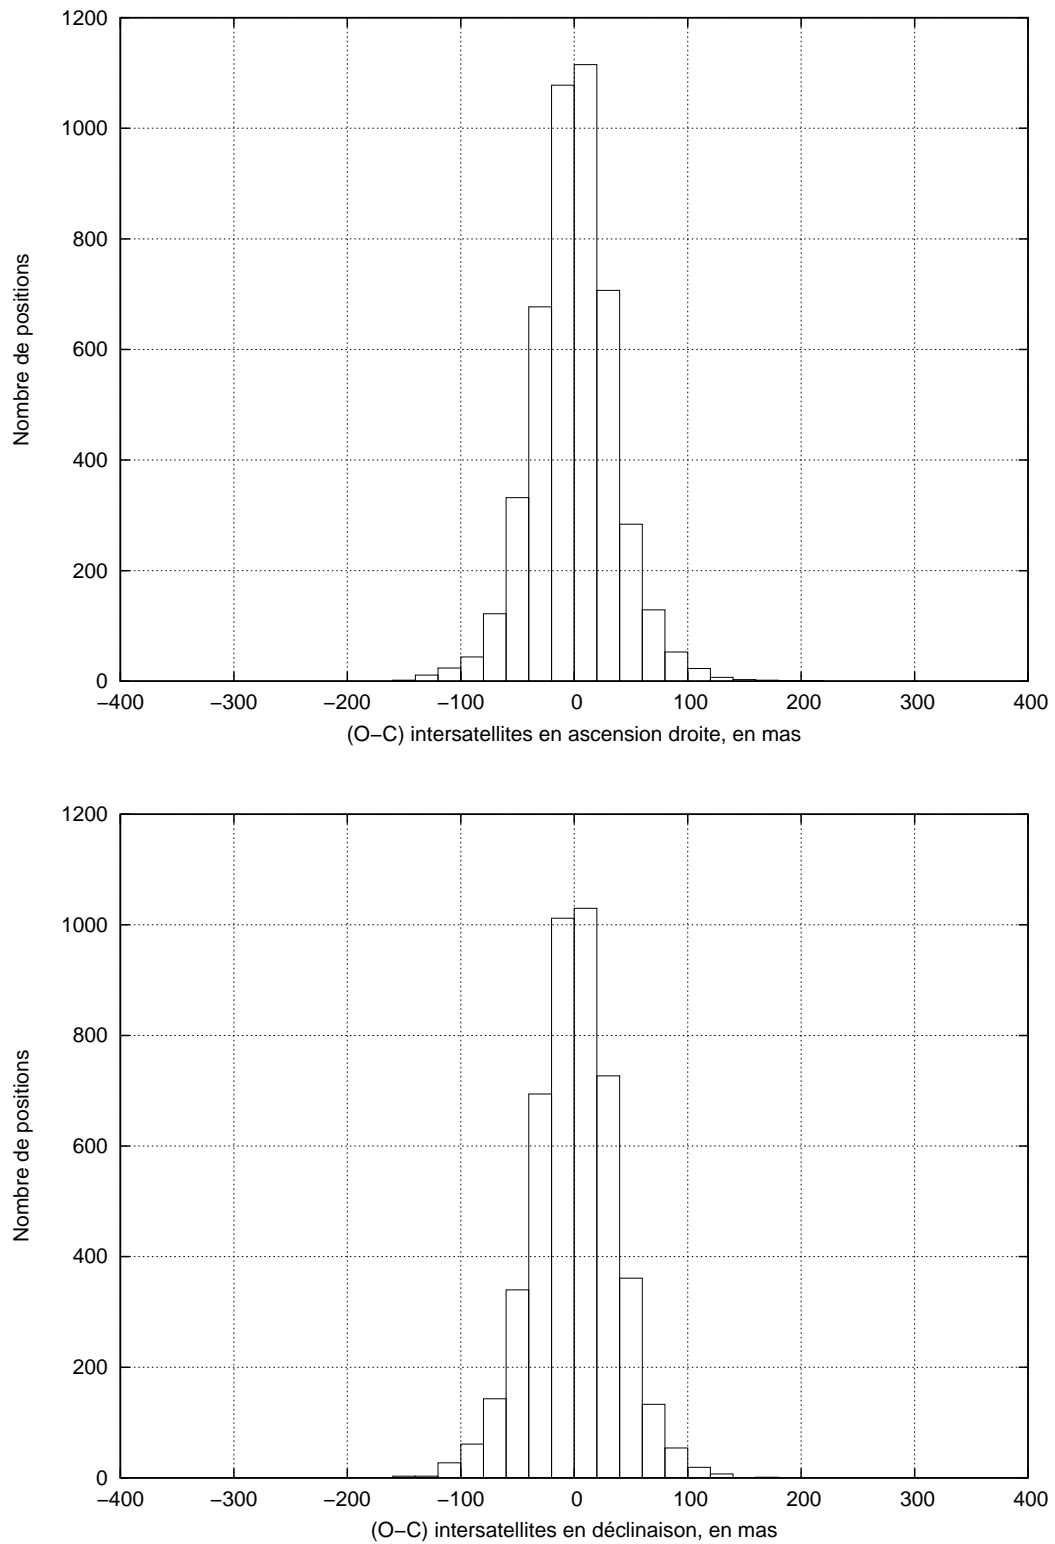 1200
1000
800
600
400
200
0
Nombre de positions
−400 −300 −200 −100 0 100 200 300 400
(O−C) intersatellites en ascension droite, en mas
1200
1000
800
600
400
200
0
Nombre de positions
−400 −300 −200 −100 0 100 200 300 400
(O−C) intersatellites en déclinaison, en mas